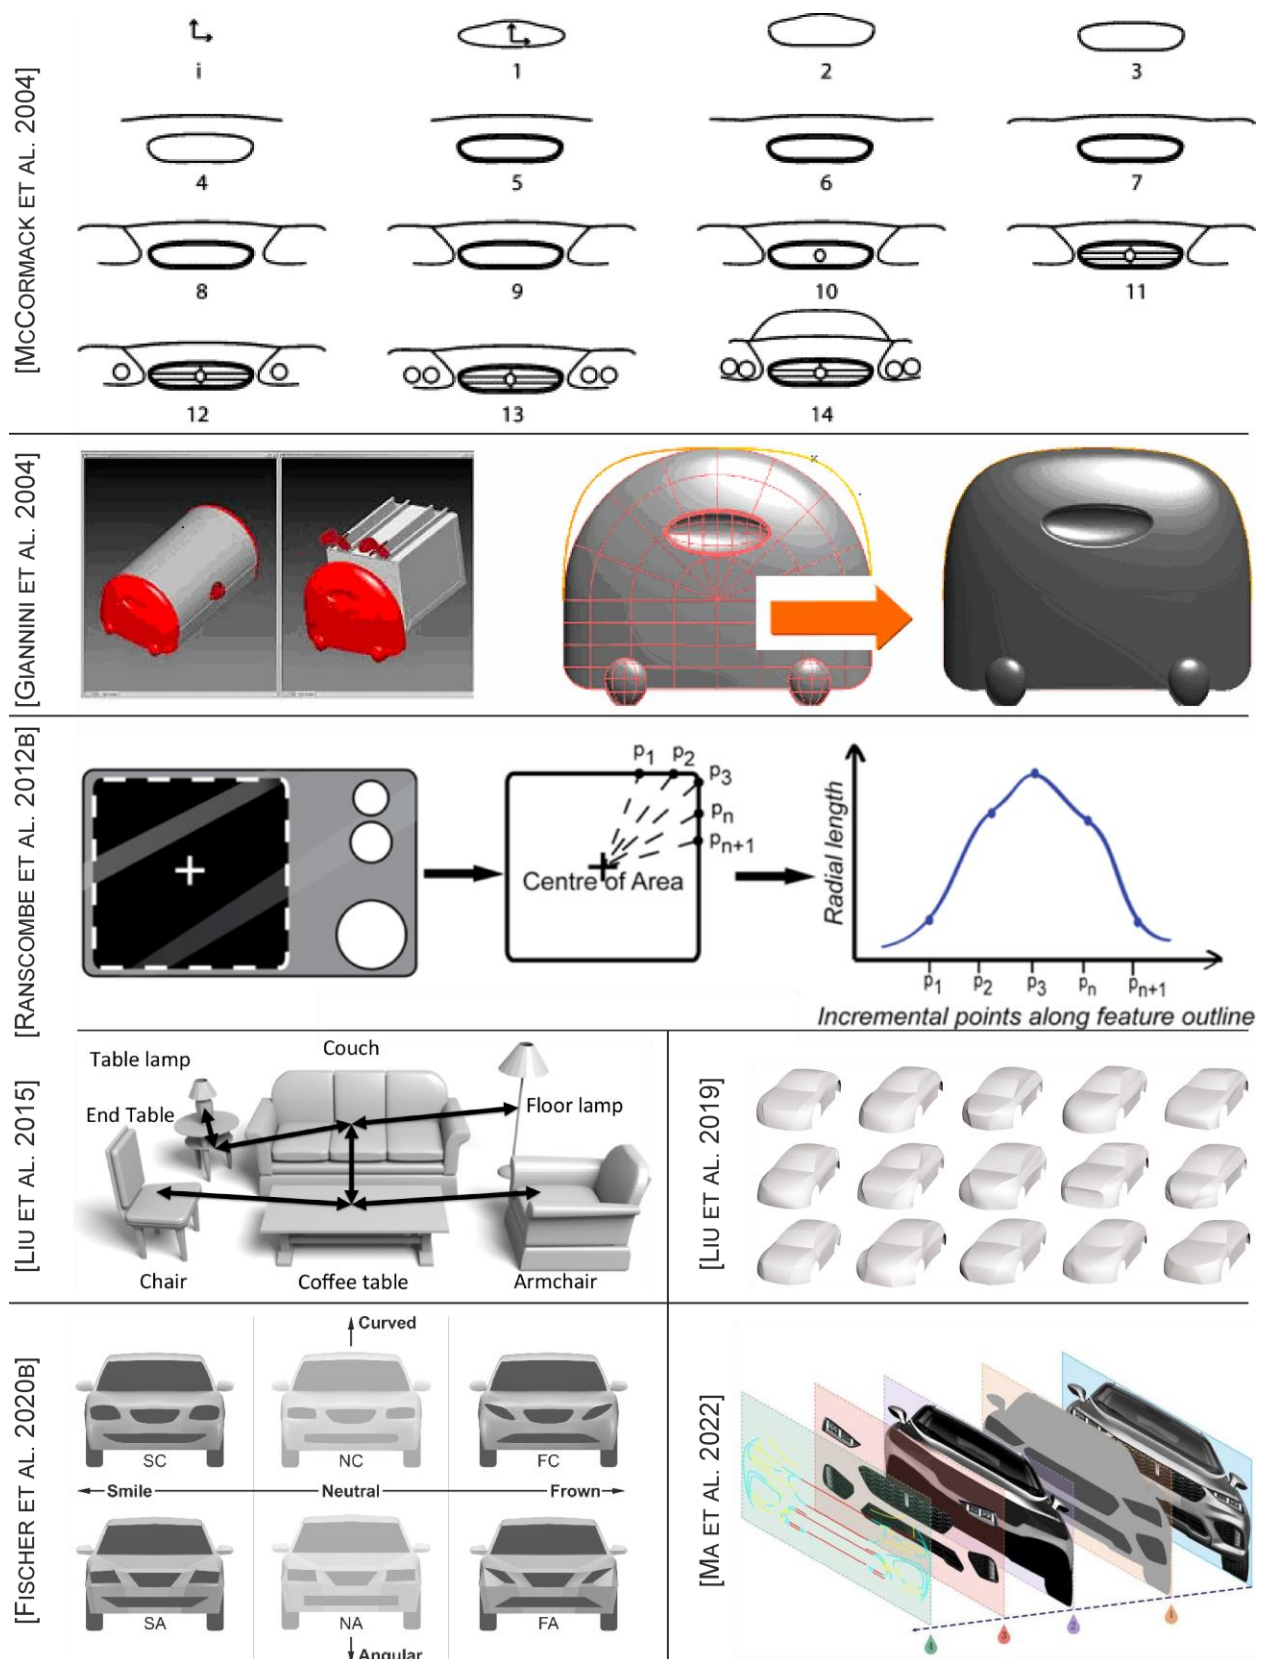 [MCCORMACK ET AL. 2004]
i 1 2 3
4 5 6 7
8 9 10 11
12 13 14
[GIANNINI ET AL. 2004]
[RANSCOMBE ET AL. 2012B]
p1 p2 p3 pn pn+1
Centre of Area
Radial length
p1 p2 p3 pn pn+1
Incremental points along feature outline
[LIU ET AL. 2015]
Table lamp
Couch
End Table
Floor lamp
Chair
Coffee table
Armchair
[LIU ET AL. 2019]
[FISCHER ET AL. 2020B]
Curved
SC NC FC
Smile Neutral Frown
SA NA FA
Angular
[MA ET AL. 2022]
4 3 2 1